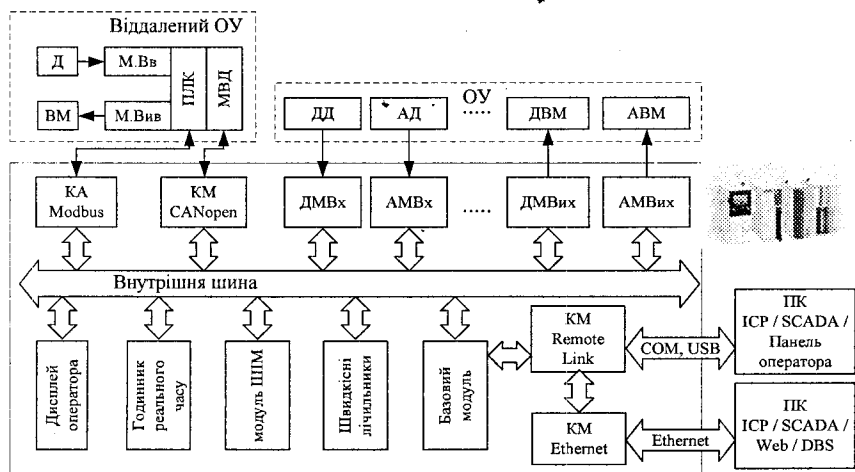 Віддалений ОУ
Д
М.Вв
ПЛК
МВД
ВМ
М.Вив
ОУ
ДД
АД
.....
ДВМ
АВМ
КА
Modbus
КМ
CANopen
ДМВх
АМВх
.....
ДМВих
АМВих
Внутрішня шина
Дисплей
оператора
Годинник
реального
часу
модуль ШІМ
Швидкісні
лічильники
Базовий
модуль
КМ
Remote
Link
COM, USB
ПК
ICP / SCADA /
Панель
оператора
КМ
Ethernet
Ethernet
ПК
ICP / SCADA /
Web / DBS